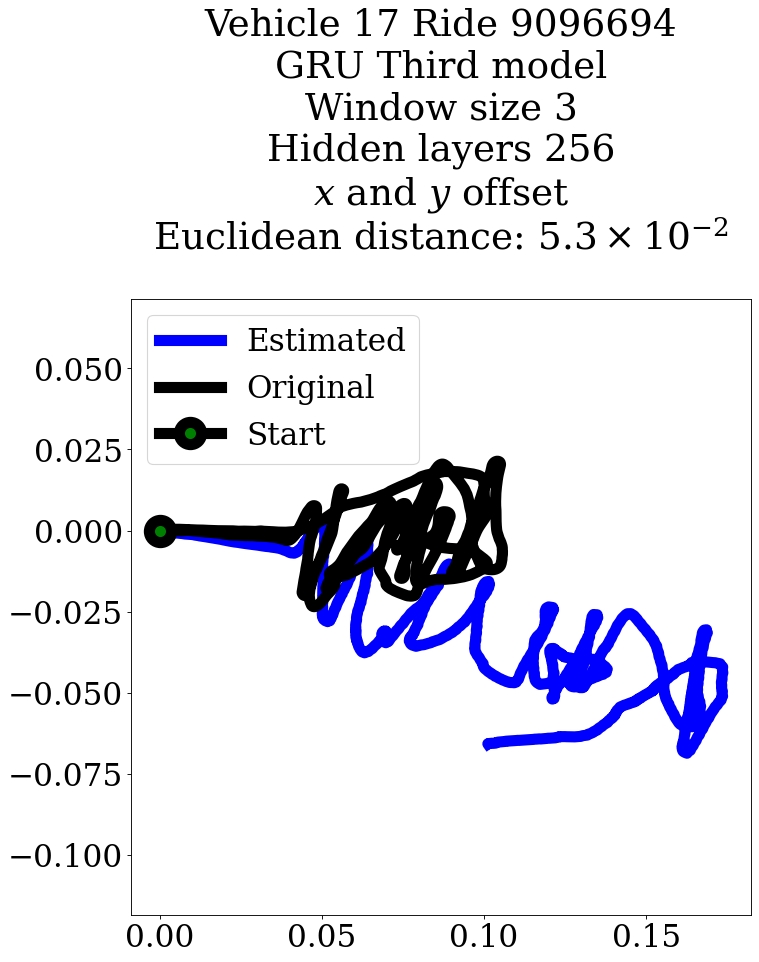 Vehicle 17 Ride 9096694
GRU Third model
Window size 3
Hidden layers 256
x and y offset
Euclidean distance: 5.3 × 10⁻²
Estimated
Original
Start
0.050
0.025
0.000
−0.025
−0.050
−0.075
−0.100
0.00 0.05 0.10 0.15